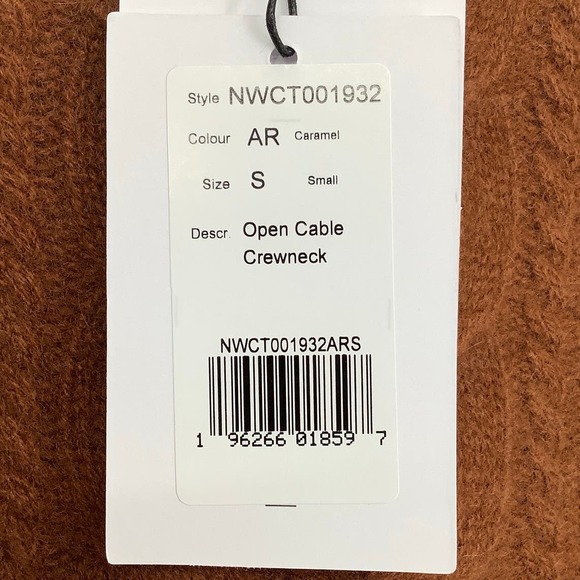 Style NWCT001932
Colour AR Caramel
Size S Small
Descr. Open Cable
Crewneck
NWCT001932ARS
1 96266 01859 7